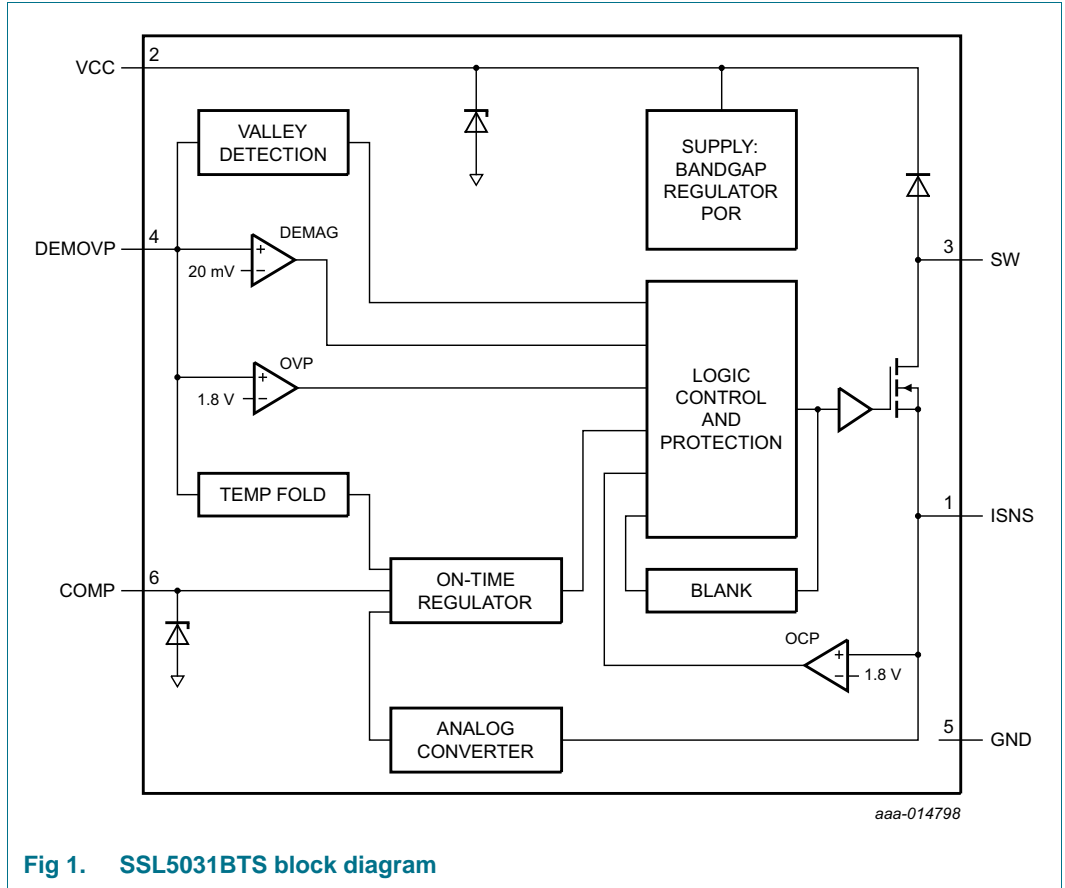 2
VCC
VALLEY
DETECTION
SUPPLY:
BANDGAP
REGULATOR
POR
4
DEMOVP
DEMAG
+
20 mV
−
3
SW
OVP
+
1.8 V
−
LOGIC
CONTROL
AND
PROTECTION
TEMP FOLD
1
ISNS
6
COMP
ON-TIME
REGULATOR
BLANK
OCP
+
−
1.8 V
ANALOG
CONVERTER
5
GND
aaa-014798
Fig 1. SSL5031BTS block diagram